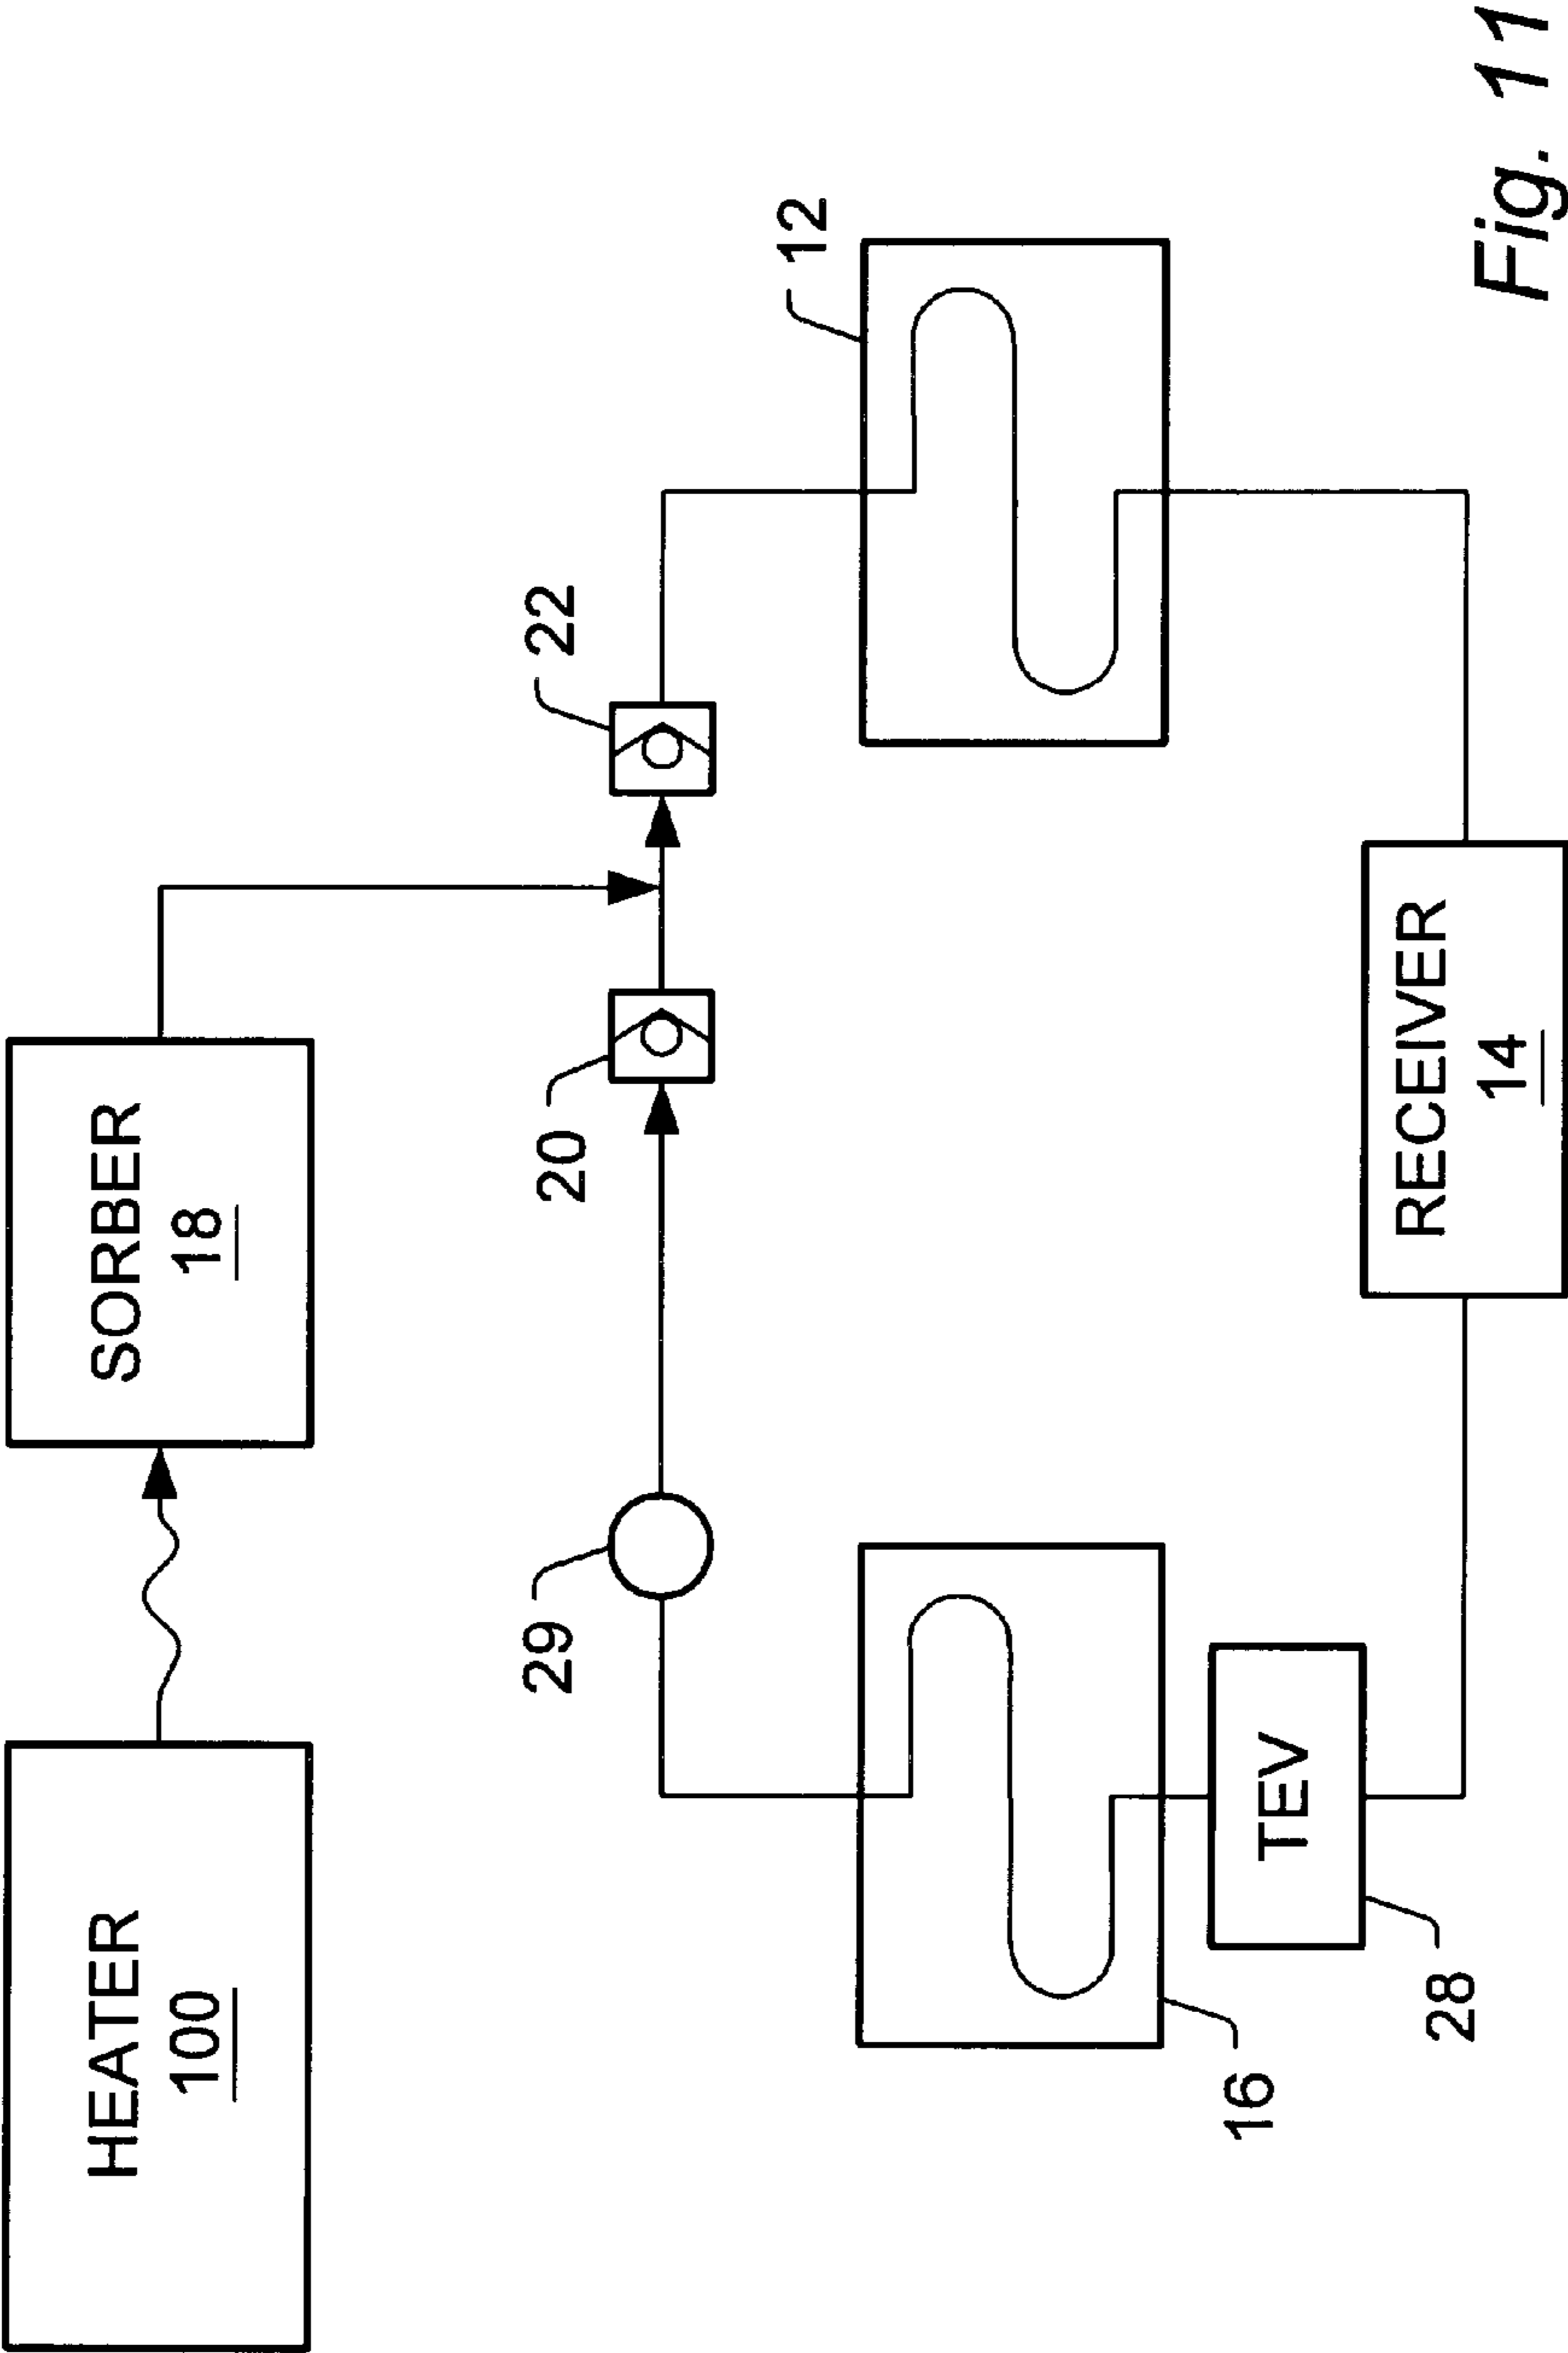 HEATER
100
SORBER
18
29
20
22
12
16
TEV
28
RECEIVER
14
Fig. 11